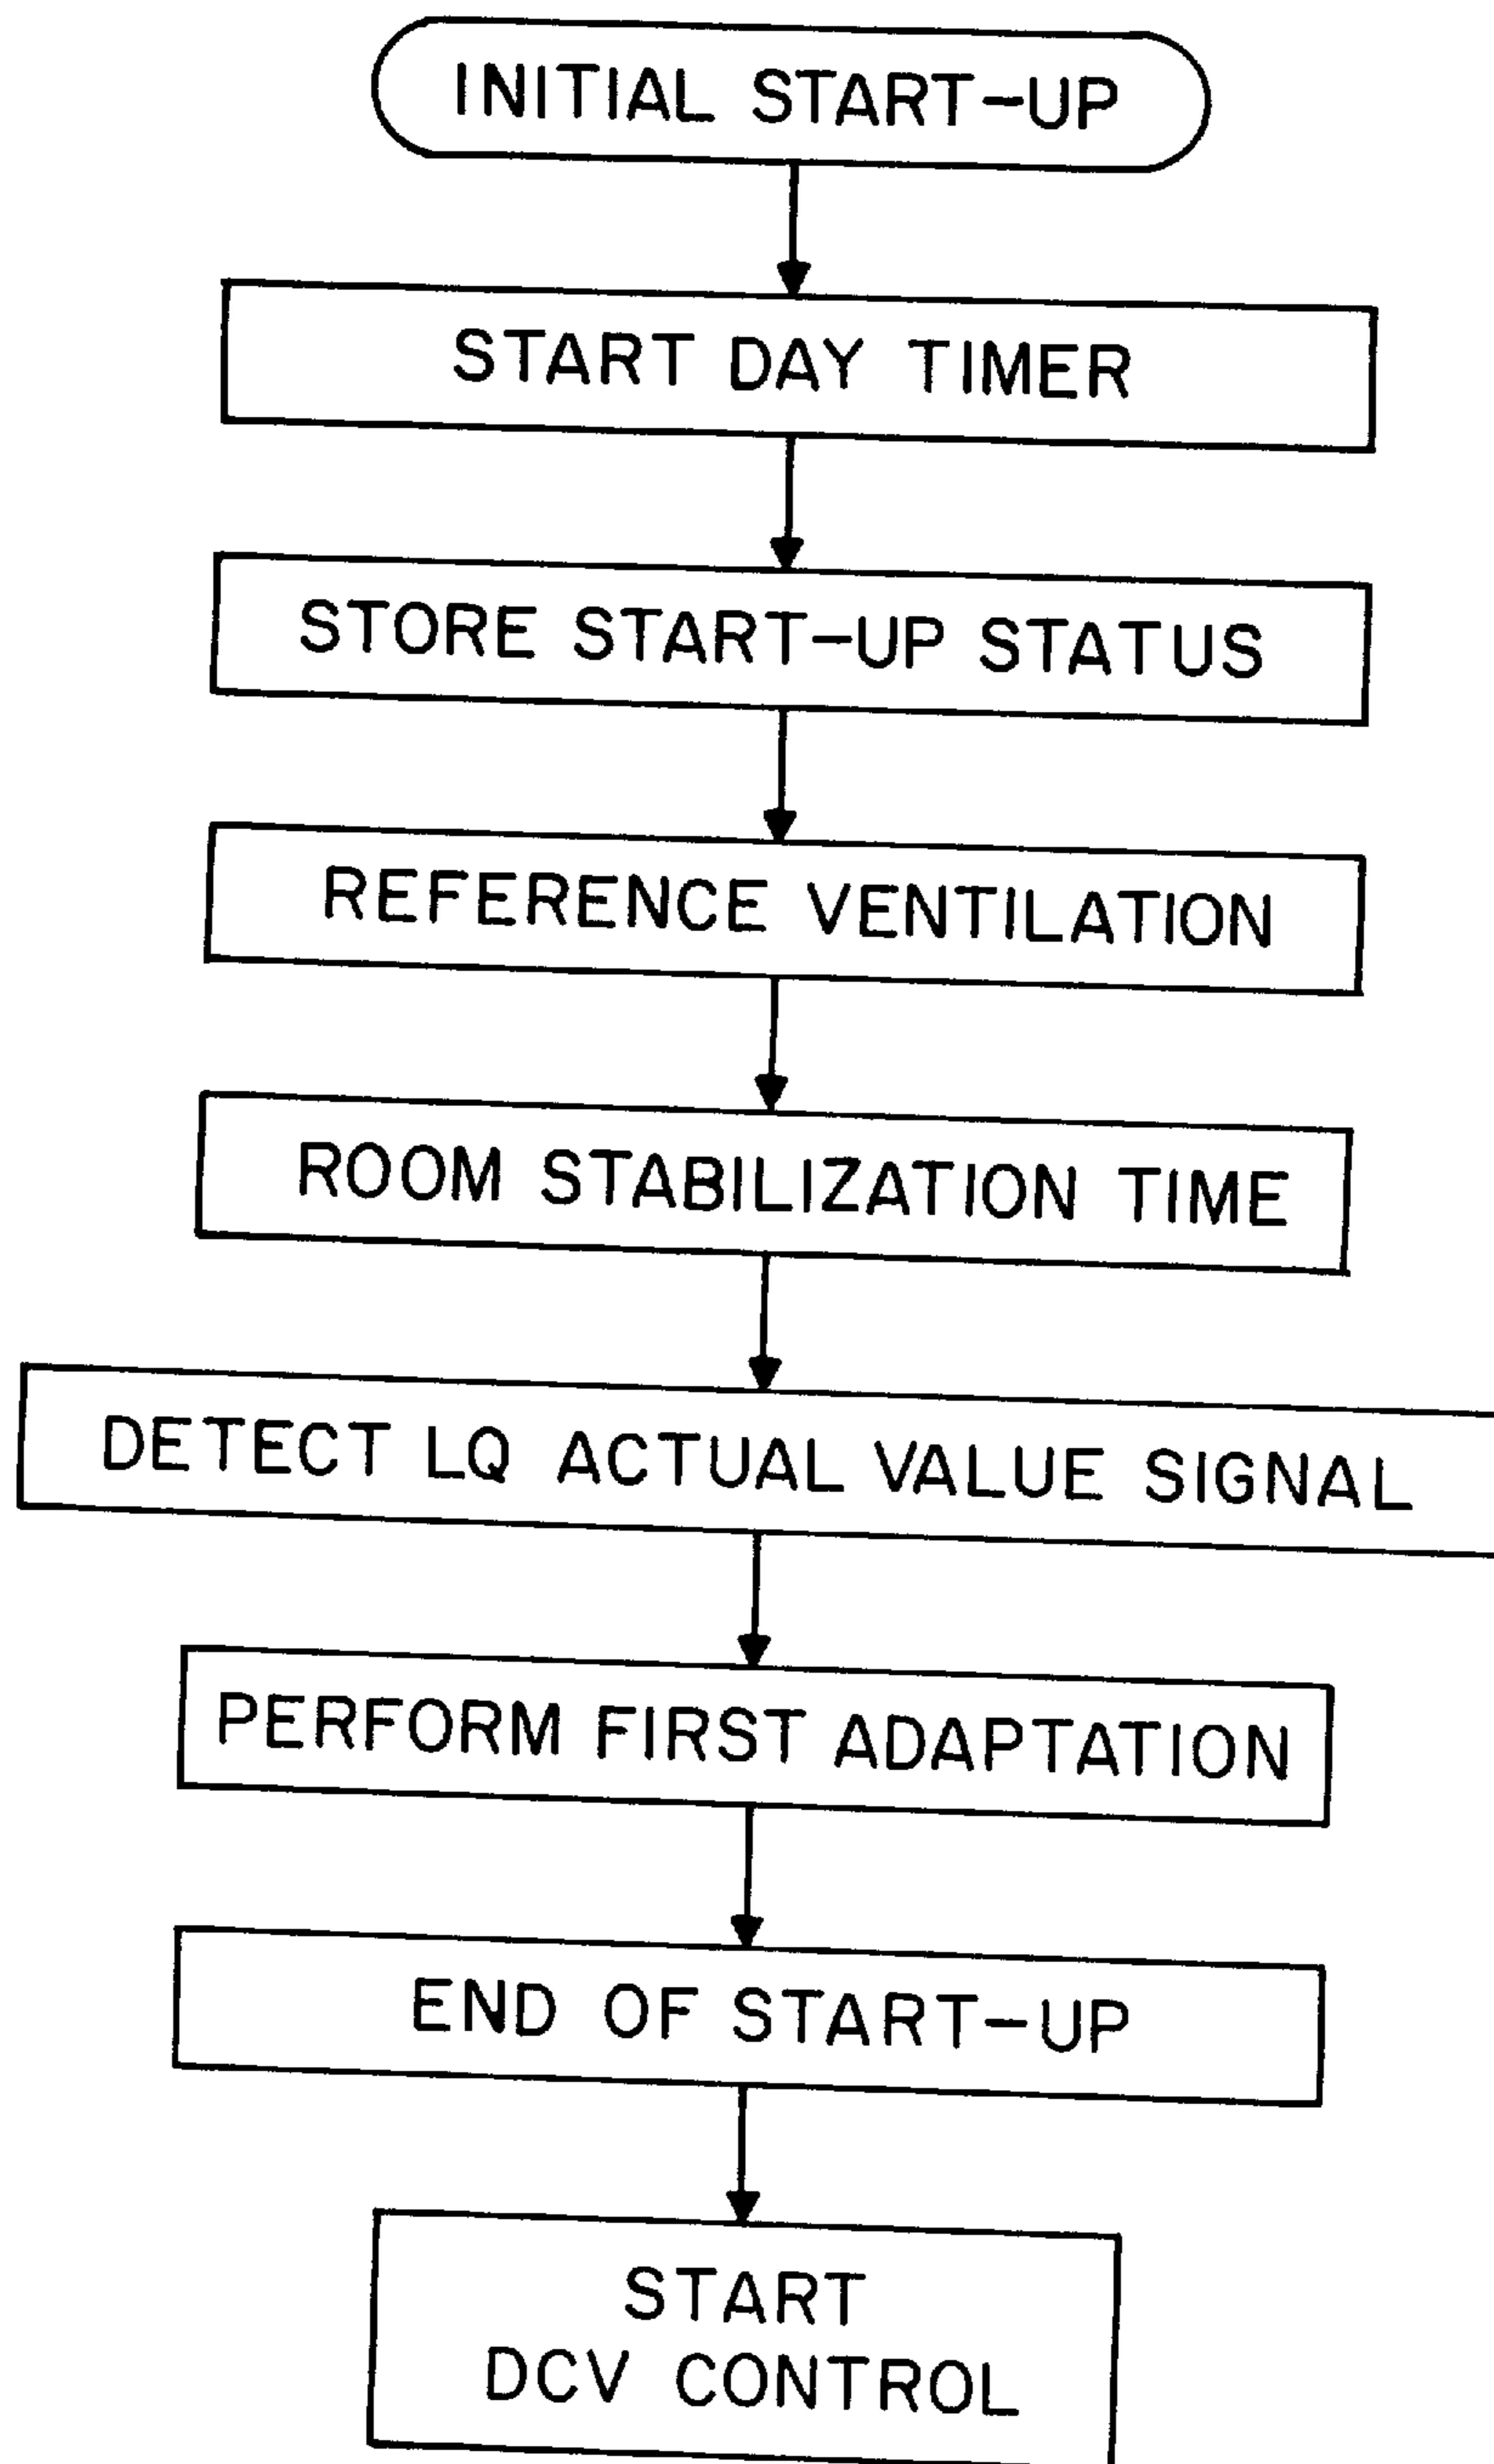 INITIAL START-UP
START DAY TIMER
STORE START-UP STATUS
REFERENCE VENTILATION
ROOM STABILIZATION TIME
DETECT LQ ACTUAL VALUE SIGNAL
PERFORM FIRST ADAPTATION
END OF START-UP
START
DCV CONTROL